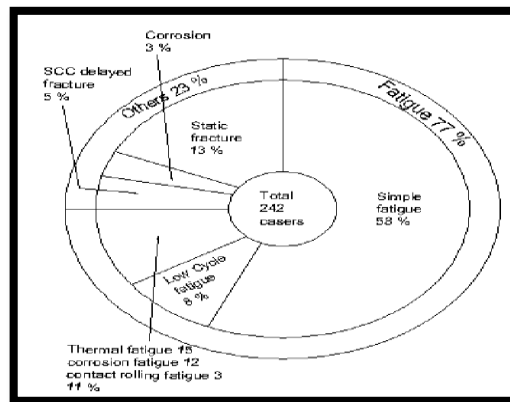 Corrosion
3 %
SCC delayed
fracture
5 %
Others 23 %
Fatigue 77 %
Static
fracture
13 %
Total
242
casers
Simple
fatigue
58 %
Low Cycle
fatigue
8 %
Thermal fatigue 15
corrosion fatigue 12
contact rolling fatigue 3
11 %